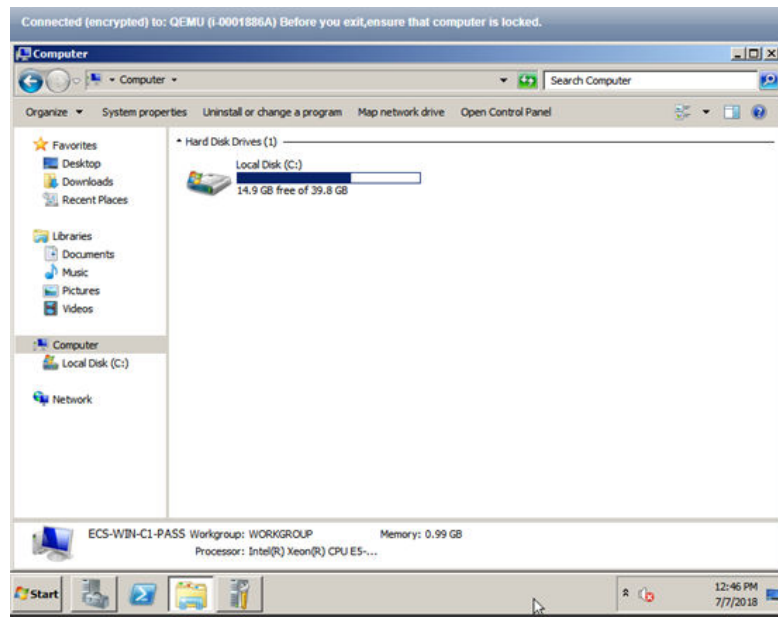 Connected (encrypted) to: QEMU (i-0001886A) Before you exit,ensure that computer is locked.
Computer
Computer
Search Computer
Organize System properties Uninstall or change a program Map network drive Open Control Panel
Favorites
Desktop
Downloads
Recent Places
Libraries
Documents
Music
Pictures
Videos
Computer
Local Disk (C:)
Network
Hard Disk Drives (1)
Local Disk (C:)
14.9 GB free of 39.8 GB
ECS-WIN-C1-PASS Workgroup: WORKGROUP Memory: 0.99 GB
Processor: Intel(R) Xeon(R) CPU E5-...
Start
12:46 PM
7/7/2018